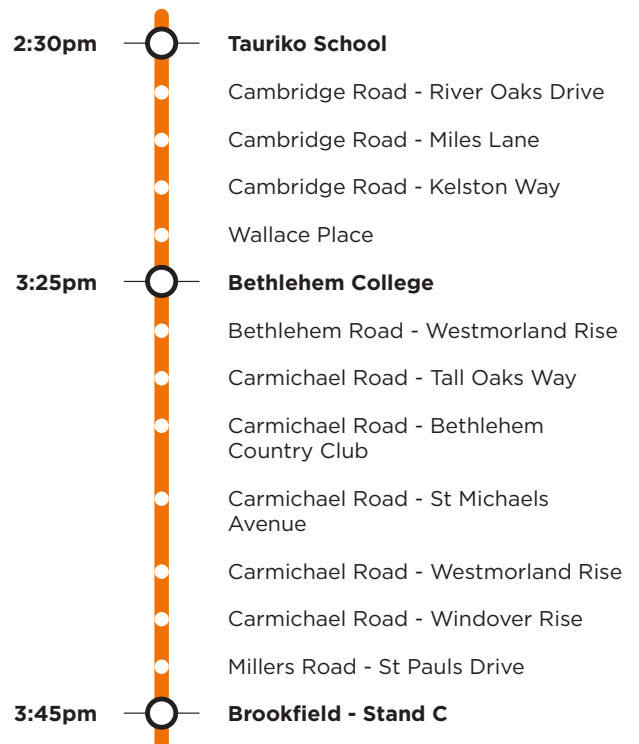 2:30pm Tauriko School
Cambridge Road - River Oaks Drive
Cambridge Road - Miles Lane
Cambridge Road - Kelston Way
Wallace Place
3:25pm Bethlehem College
Bethlehem Road - Westmorland Rise
Carmichael Road - Tall Oaks Way
Carmichael Road - Bethlehem
Country Club
Carmichael Road - St Michaels
Avenue
Carmichael Road - Westmorland Rise
Carmichael Road - Windover Rise
Millers Road - St Pauls Drive
3:45pm Brookfield - Stand C